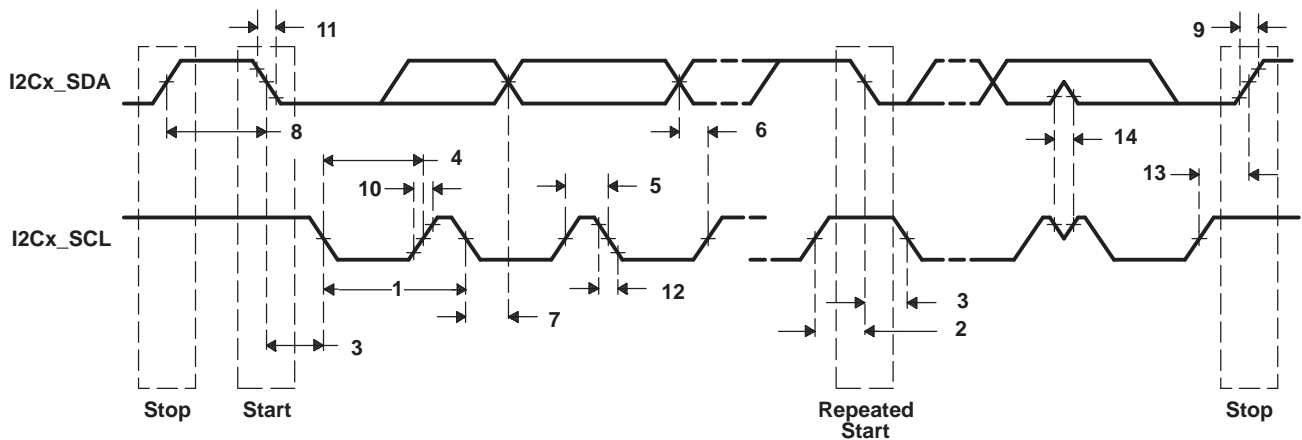 11
9
I2Cx_SDA
8
6
4
14
10
5
13
I2Cx_SCL
1
12
3
7
2
3
Stop
Start
Repeated
Start
Stop